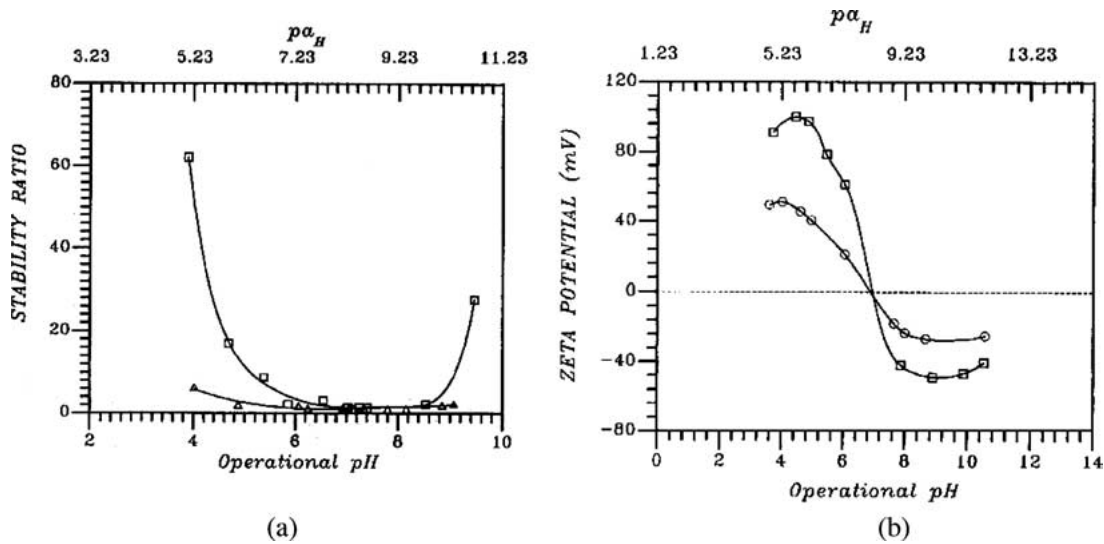 pa_H
3.23 5.23 7.23 9.23 11.23
80
60
40
20
0
STABILITY RATIO
2 4 6 8 10
Operational pH
(a)
pa_H
1.23 5.23 9.23 13.23
120
80
40
0
-40
-80
ZETA POTENTIAL (mV)
0 2 4 6 8 10 12 14
Operational pH
(b)